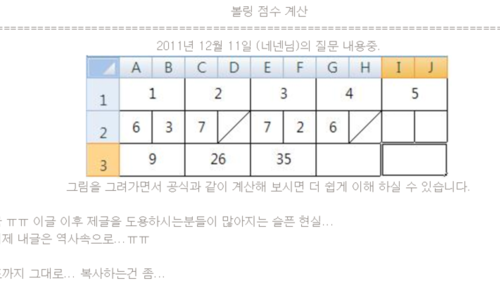 볼링 점수 계산
2011년 12월 11일 (네넨님)의 질문 내용중.
A B C D E F G H I J
1 1 2 3 4 5
2 6 3 7 7 2 6
3 9 26 35
그림을 그려가면서 공식과 같이 계산해 보시면 더 쉽게 이해 하실 수 있습니다.
ㅠㅠ 이글 이후 제글을 도용하시는분들이 많아지는 슬픈 현실...
제 내글은 역사속으로...ㅠㅠ
까지 그대로... 복사하는건 좀...